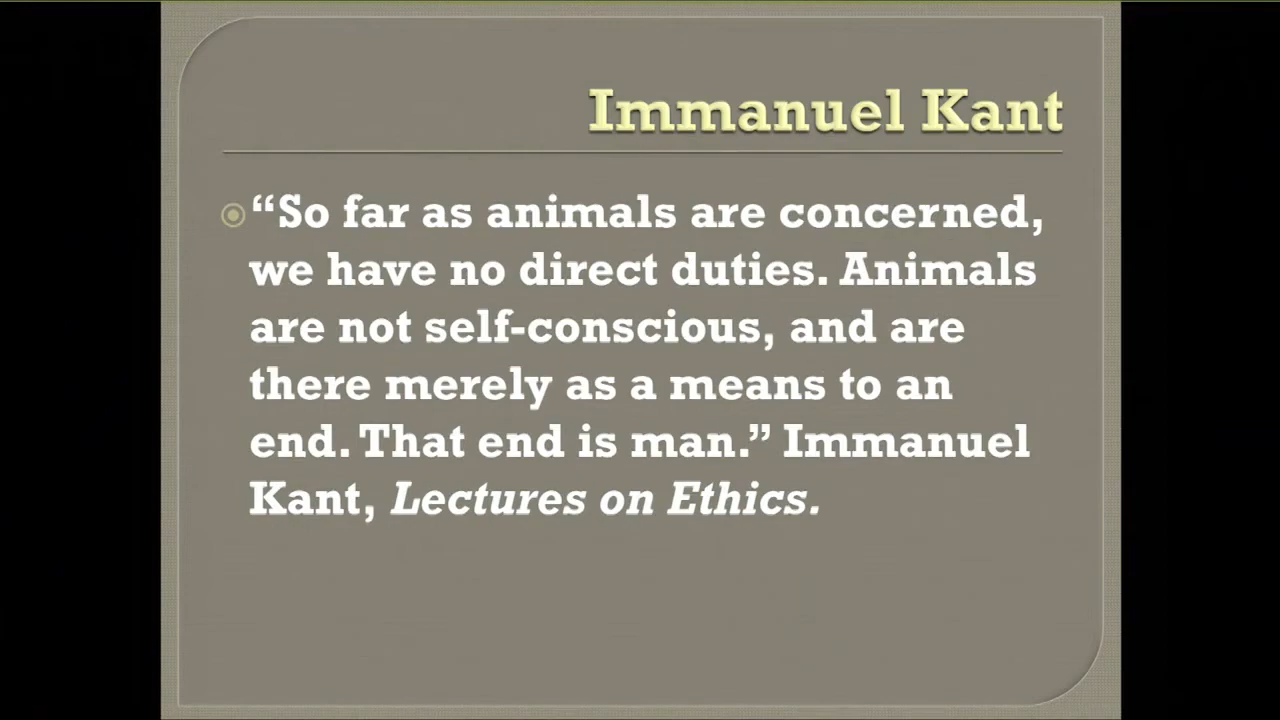 Immanuel Kant
“So far as animals are concerned,
we have no direct duties. Animals
are not self-conscious, and are
there merely as a means to an
end. That end is man.” Immanuel
Kant, Lectures on Ethics.